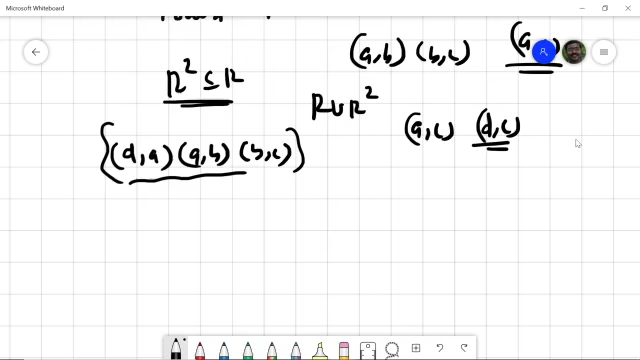 Microsoft Whiteboard
(a,b) (b,c)
R² ⊆ R
R∪R²
(a,c) (d,c)
{(d,a) (a,b) (b,c)}